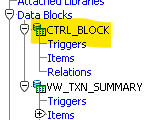 Attached Libraries
Data Blocks
CTRL_BLOCK
Triggers
Items
Relations
VW_TXN_SUMMARY
Triggers
Items